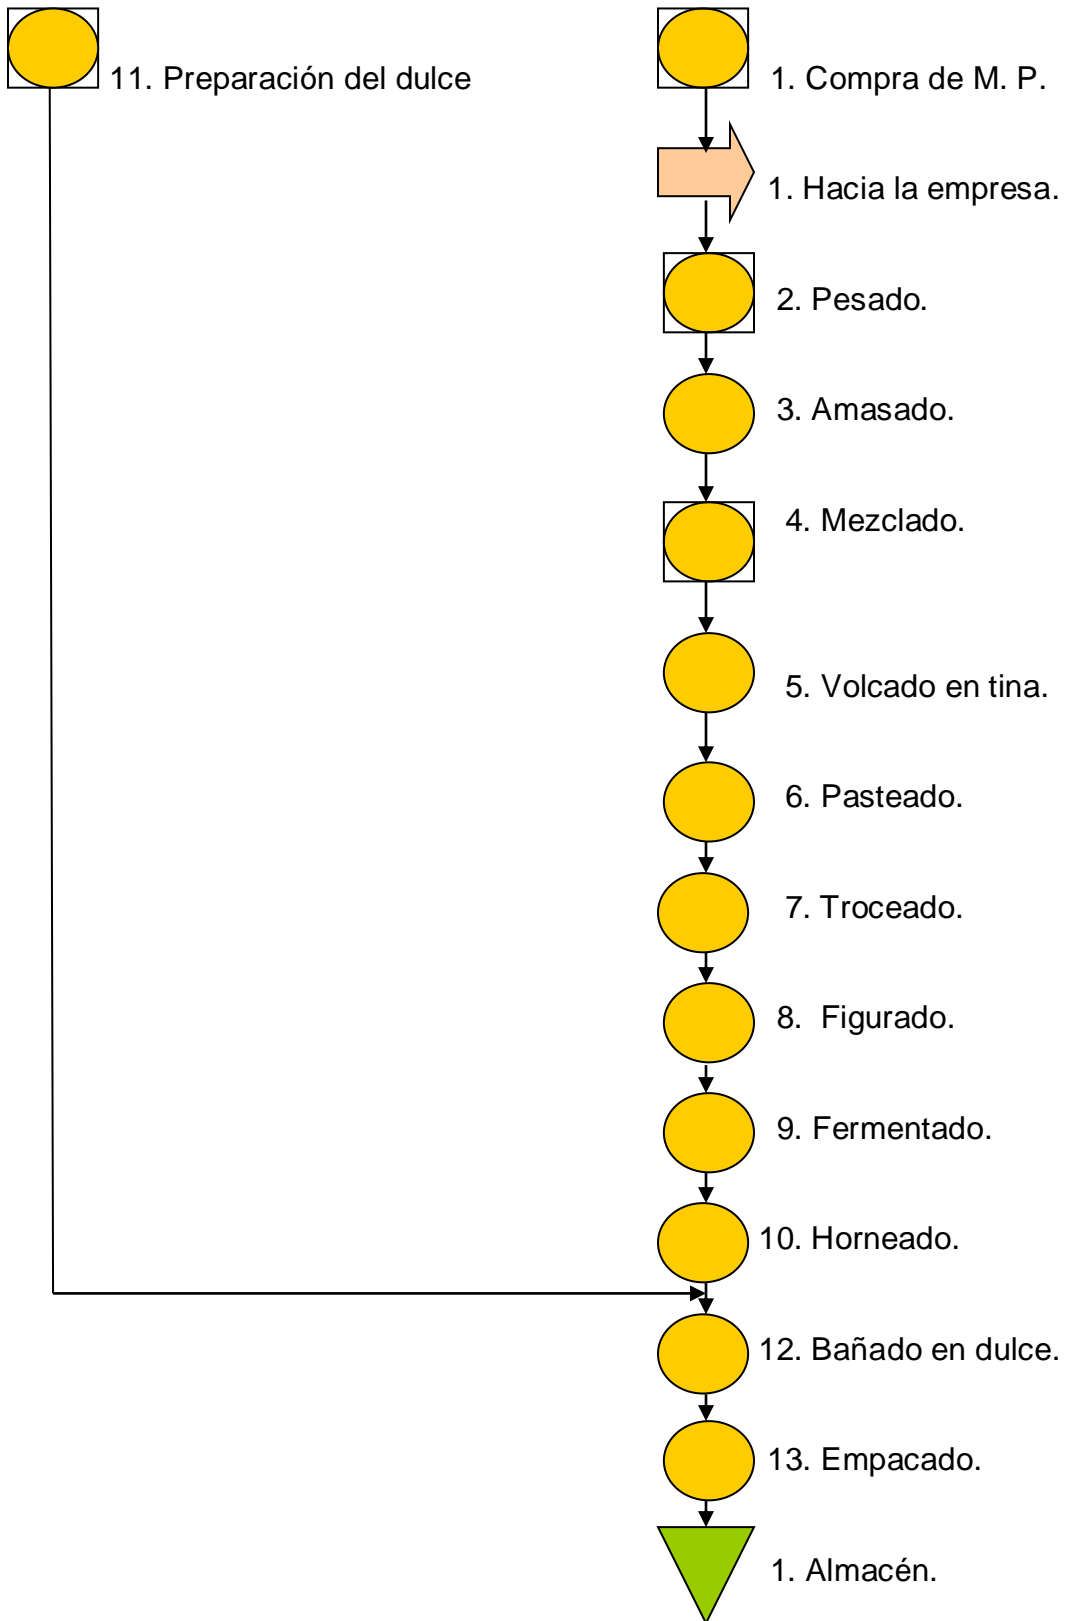 11. Preparación del dulce
1. Compra de M. P.
1. Hacia la empresa.
2. Pesado.
3. Amasado.
4. Mezclado.
5. Volcado en tina.
6. Pasteado.
7. Troceado.
8.  Figurado.
9. Fermentado.
10. Horneado.
12. Bañado en dulce.
13. Empacado.
1. Almacén.